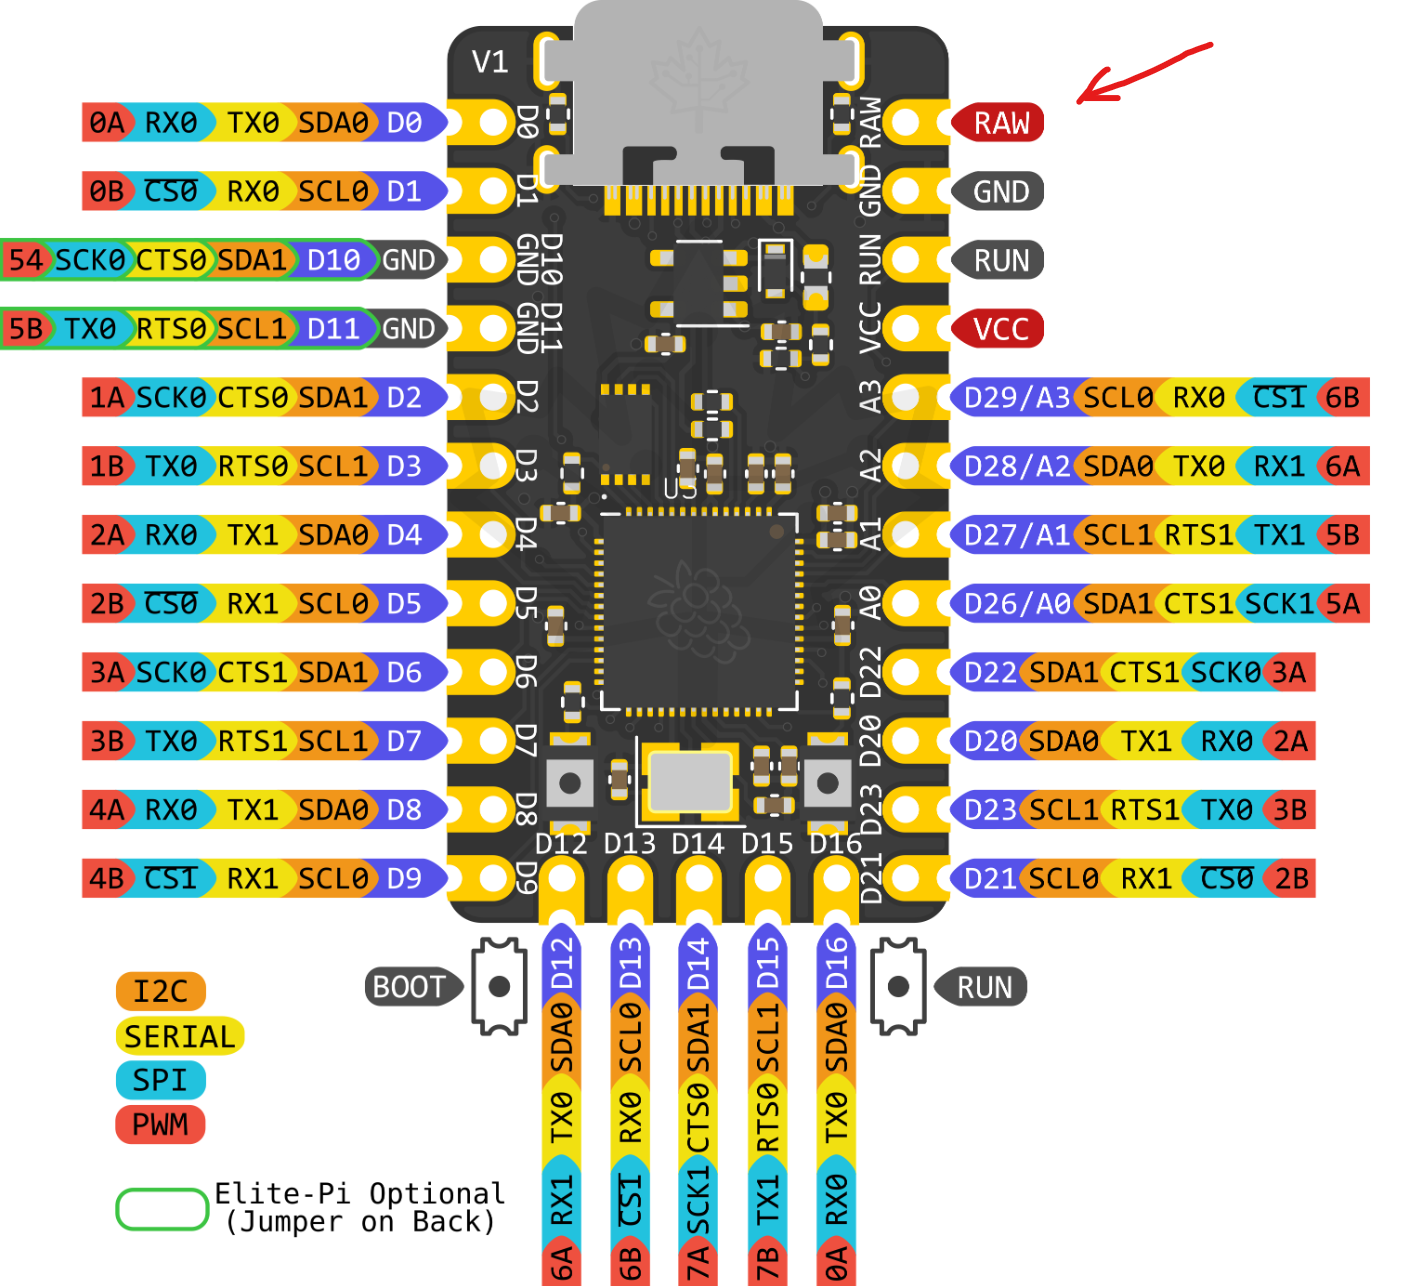 V1
0A RX0 TX0 SDA0 D0 D0 RAW RAW
0B CS0 RX0 SCL0 D1 D1 GND GND
54 SCK0 CTS0 SDA1 D10 GND GND D10 RUN RUN
5B TX0 RTS0 SCL1 D11 GND GND D11 VCC VCC
1A SCK0 CTS0 SDA1 D2 D2 A3 D29/A3 SCL0 RX0 CS1 6B
1B TX0 RTS0 SCL1 D3 D3 A2 D28/A2 SDA0 TX0 RX1 6A
U3
2A RX0 TX1 SDA0 D4 D4 A1 D27/A1 SCL1 RTS1 TX1 5B
2B CS0 RX1 SCL0 D5 D5 A0 D26/A0 SDA1 CTS1 SCK1 5A
3A SCK0 CTS1 SDA1 D6 D6 D22 D22 SDA1 CTS1 SCK0 3A
3B TX0 RTS1 SCL1 D7 D7 D20 D20 SDA0 TX1 RX0 2A
4A RX0 TX1 SDA0 D8 D8 D23 D23 SCL1 RTS1 TX0 3B
D12 D13 D14 D15 D16
4B CS1 RX1 SCL0 D9 D9 D21 D21 SCL0 RX1 CS0 2B
BOOT RUN
D12 SDA0 TX0 RX1 6A
D13 SCL0 RX0 CS1 6B
D14 SDA1 CTS0 SCK1 7A
D15 SCL1 RTS0 TX1 7B
D16 SDA0 TX0 RX0 0A
I2C
SERIAL
SPI
PWM
Elite-Pi Optional
(Jumper on Back)